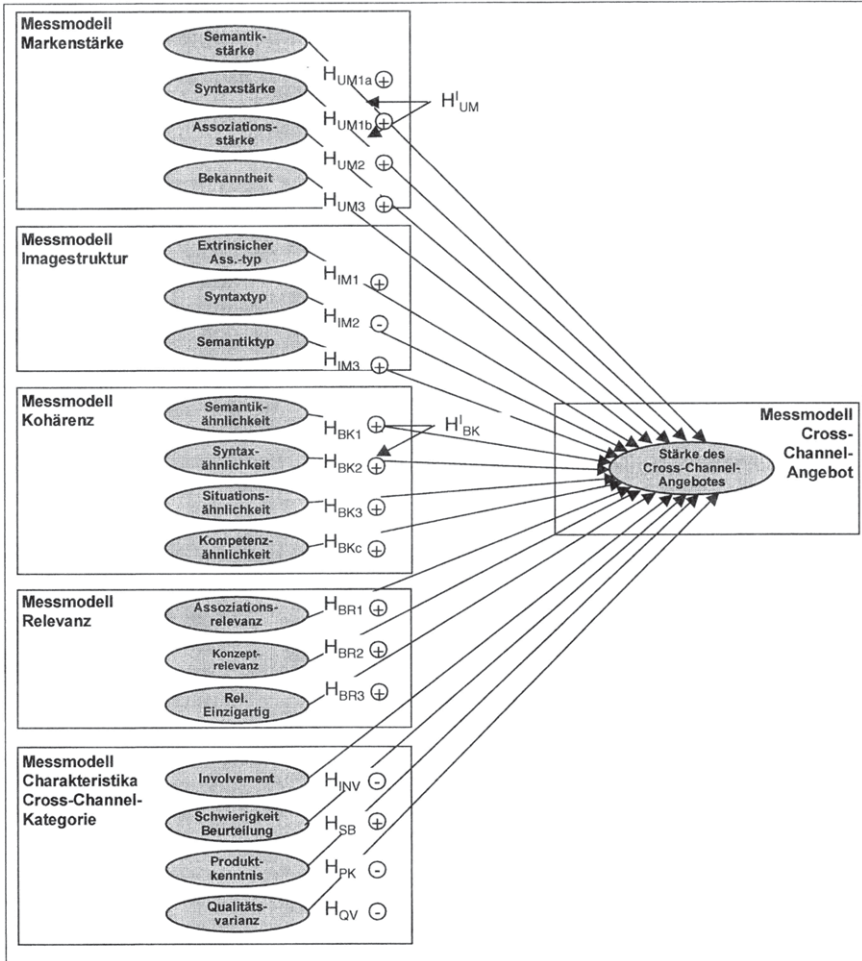 Messmodell
Markenstärke
Semantik-
stärke
H_UM1a +
Syntaxstärke
H^I_UM
H_UM1b +
Assoziations-
stärke
H_UM2 +
Bekanntheit
H_UM3 +
Messmodell
Imagestruktur
Extrinsicher
Ass.-typ
H_IM1 +
Syntaxtyp
H_IM2 -
Semantiktyp
H_IM3 +
Messmodell
Kohärenz
Semantik-
ähnlichkeit
H_BK1 +
H^I_BK
Syntax-
ähnlichkeit
H_BK2 +
Situations-
ähnlichkeit
H_BK3 +
Kompetenz-
ähnlichkeit
H_BKc +
Messmodell
Cross-
Channel-
Angebot
Stärke des
Cross-Channel-
Angebotes
Messmodell
Relevanz
Assoziations-
relevanz
H_BR1 +
Konzept-
relevanz
H_BR2 +
Rel.
Einzigartig
H_BR3 +
Messmodell
Charakteristika
Cross-Channel-
Kategorie
Involvement
H_INV -
Schwierigkeit
Beurteilung
H_SB +
Produkt-
kenntnis
H_PK -
Qualitäts-
varianz
H_QV -